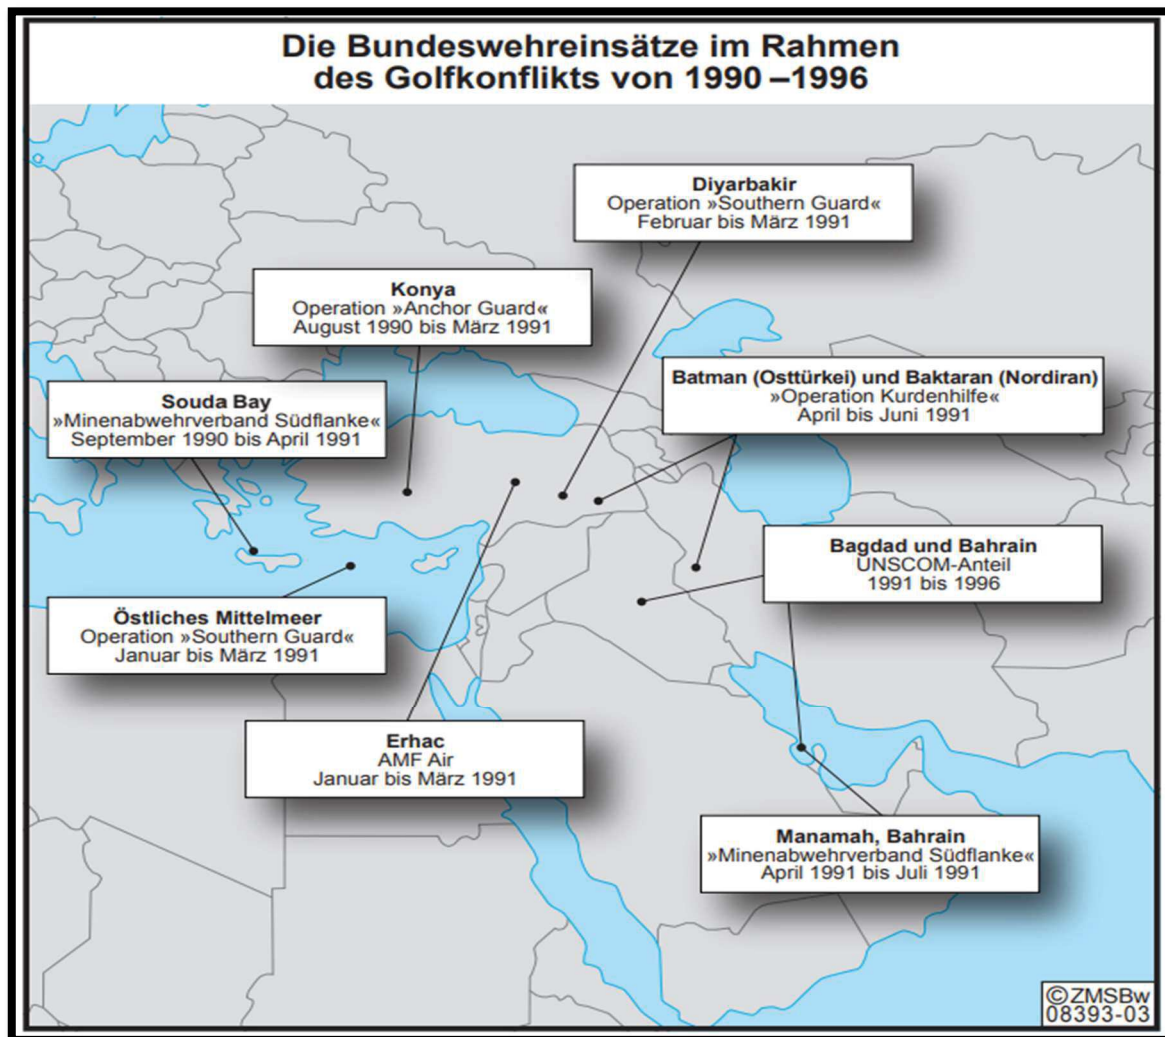 Die Bundeswehreinsätze im Rahmen
des Golfkonflikts von 1990–1996
Diyarbakir
Operation »Southern Guard«
Februar bis März 1991
Konya
Operation »Anchor Guard«
August 1990 bis März 1991
Batman (Osttürkei) und Baktaran (Nordiran)
»Operation Kurdenhilfe«
April bis Juni 1991
Souda Bay
»Minenabwehrverband Südflanke«
September 1990 bis April 1991
Bagdad und Bahrain
UNSCOM-Anteil
1991 bis 1996
Östliches Mittelmeer
Operation »Southern Guard«
Januar bis März 1991
Erhac
AMF Air
Januar bis März 1991
Manamah, Bahrain
»Minenabwehrverband Südflanke«
April 1991 bis Juli 1991
©ZMSBw
08393-03